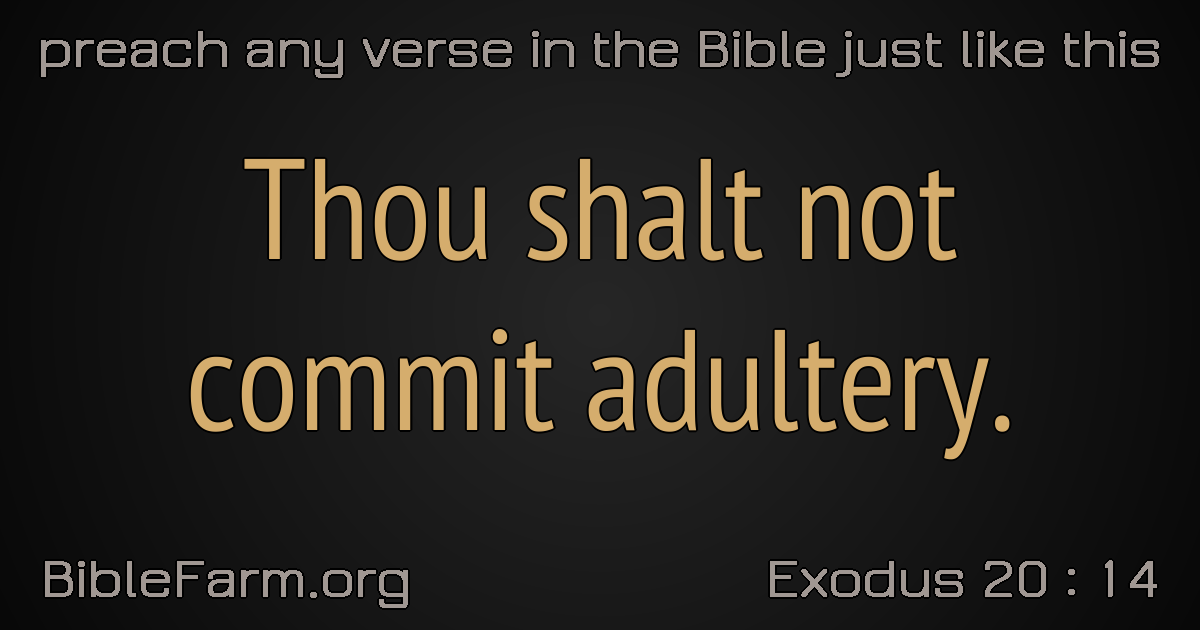 preach any verse in the Bible just like this
Thou shalt not
commit adultery.
BibleFarm.org
Exodus 20 : 14